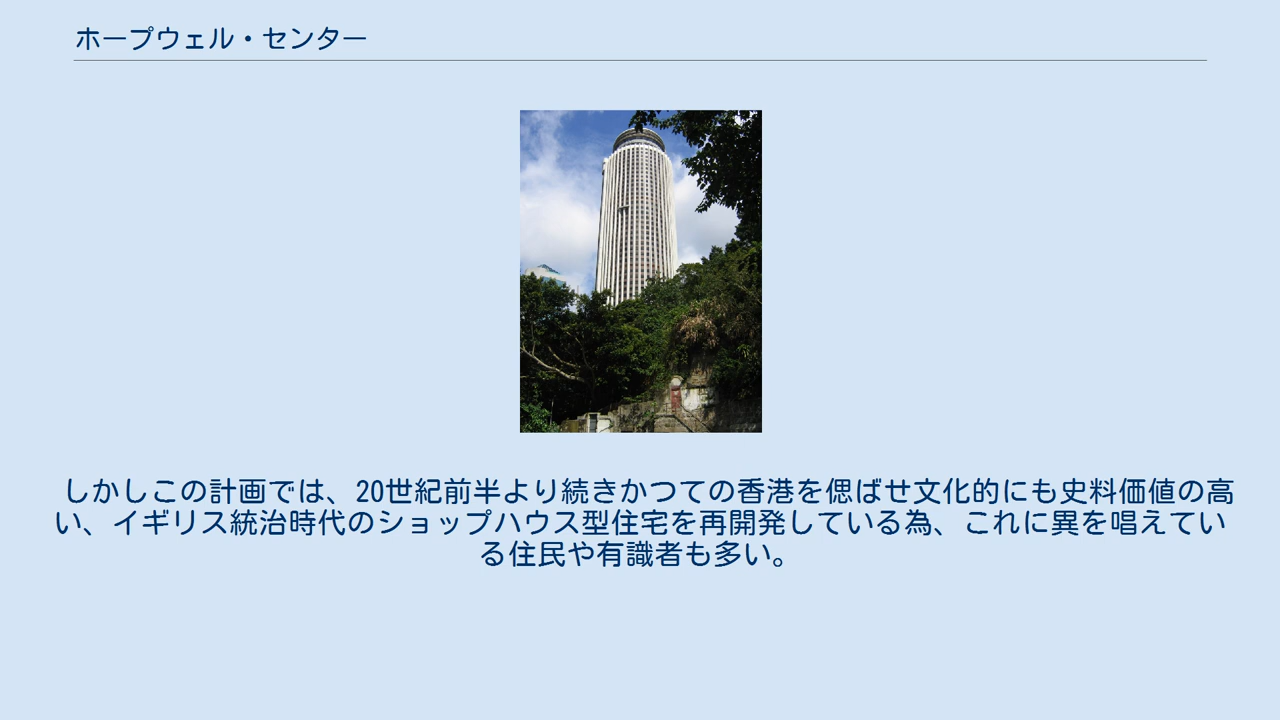 ホープウェル・センター
しかしこの計画では、20世紀前半より続きかつての香港を偲ばせ文化的にも史料価値の高
い、イギリス統治時代のショップハウス型住宅を再開発している為、これに異を唱えてい
る住民や有識者も多い。